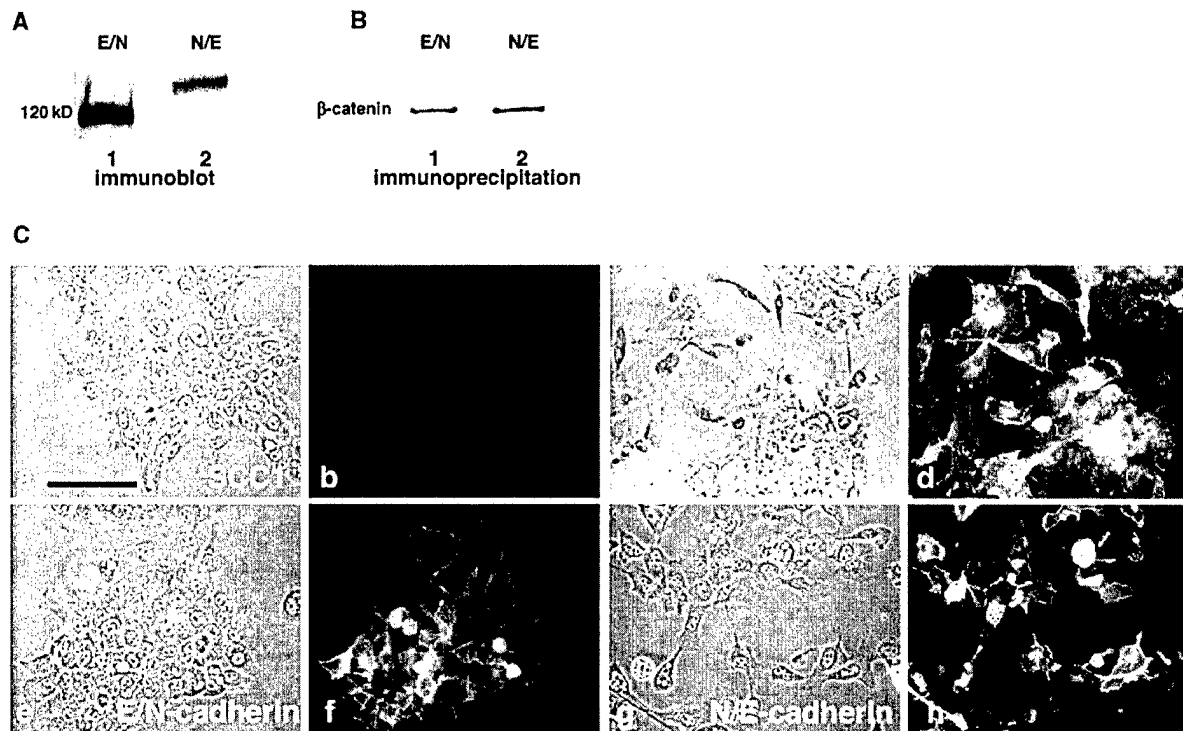 A
E/N N/E
120 kD
1 2
immunoblot
B
E/N N/E
β-catenin
1 2
immunoprecipitation
C
b
d
e E/N-cadherin
f
g N/E-cadherin
h